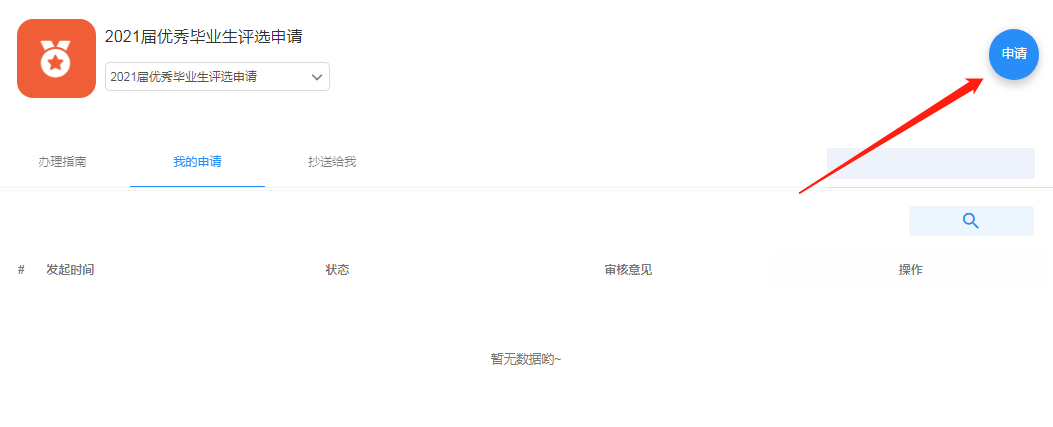 2021届优秀毕业生评选申请
2021届优秀毕业生评选申请
申请
办理指南
我的申请
抄送给我
# 发起时间 状态 审核意见 操作
暂无数据哟~